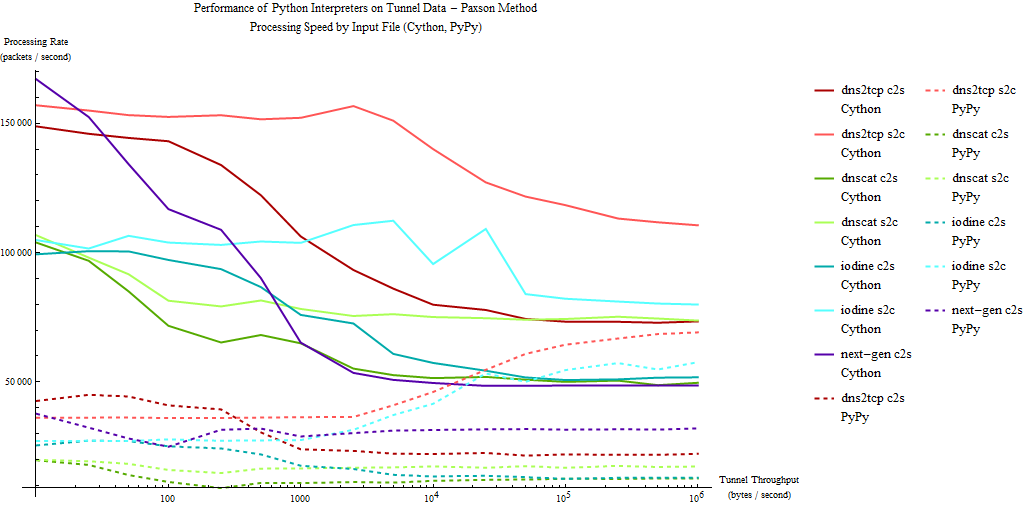 Performance of Python Interpreters on Tunnel Data − Paxson Method
Processing Speed by Input File (Cython, PyPy)
Processing Rate
(packets / second)
150 000
100 000
50 000
100
1000
10^4
10^5
10^6
Tunnel Throughput
(bytes / second)
dns2tcp c2s
Cython
dns2tcp s2c
Cython
dnscat c2s
Cython
dnscat s2c
Cython
iodine c2s
Cython
iodine s2c
Cython
next−gen c2s
Cython
dns2tcp c2s
PyPy
dns2tcp s2c
PyPy
dnscat c2s
PyPy
dnscat s2c
PyPy
iodine c2s
PyPy
iodine s2c
PyPy
next−gen c2s
PyPy